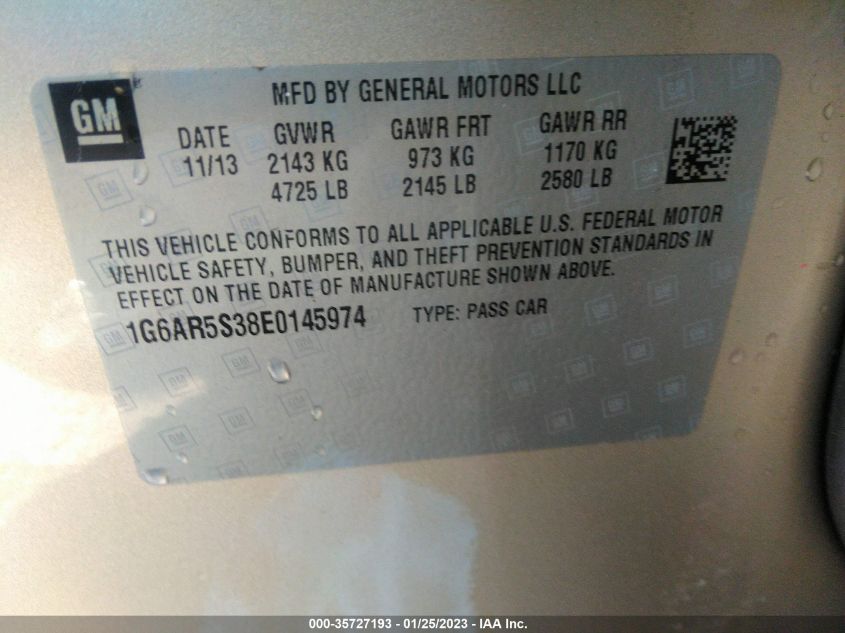 GM
MFD BY GENERAL MOTORS LLC
DATE GVWR GAWR FRT GAWR RR
11/13 2143 KG 973 KG 1170 KG
4725 LB 2145 LB 2580 LB
THIS VEHICLE CONFORMS TO ALL APPLICABLE U.S. FEDERAL MOTOR
VEHICLE SAFETY, BUMPER, AND THEFT PREVENTION STANDARDS IN
EFFECT ON THE DATE OF MANUFACTURE SHOWN ABOVE.
1G6AR5S38E0145974 TYPE: PASS CAR
000-35727193 - 01/25/2023 - IAA Inc.